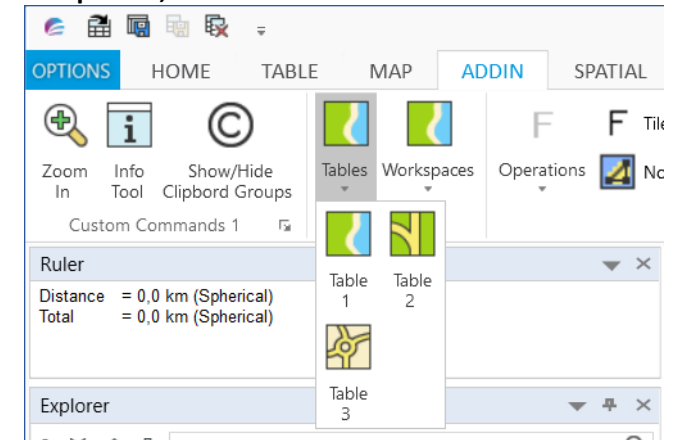 OPTIONS HOME TABLE MAP ADDIN SPATIAL
Zoom In
Info Tool
Show/Hide Clipbord Groups
Tables
Workspaces
Operations
F
F
No
Custom Commands 1
Ruler
Distance = 0,0 km (Spherical)
Total = 0,0 km (Spherical)
Table 1
Table 2
Table 3
Explorer